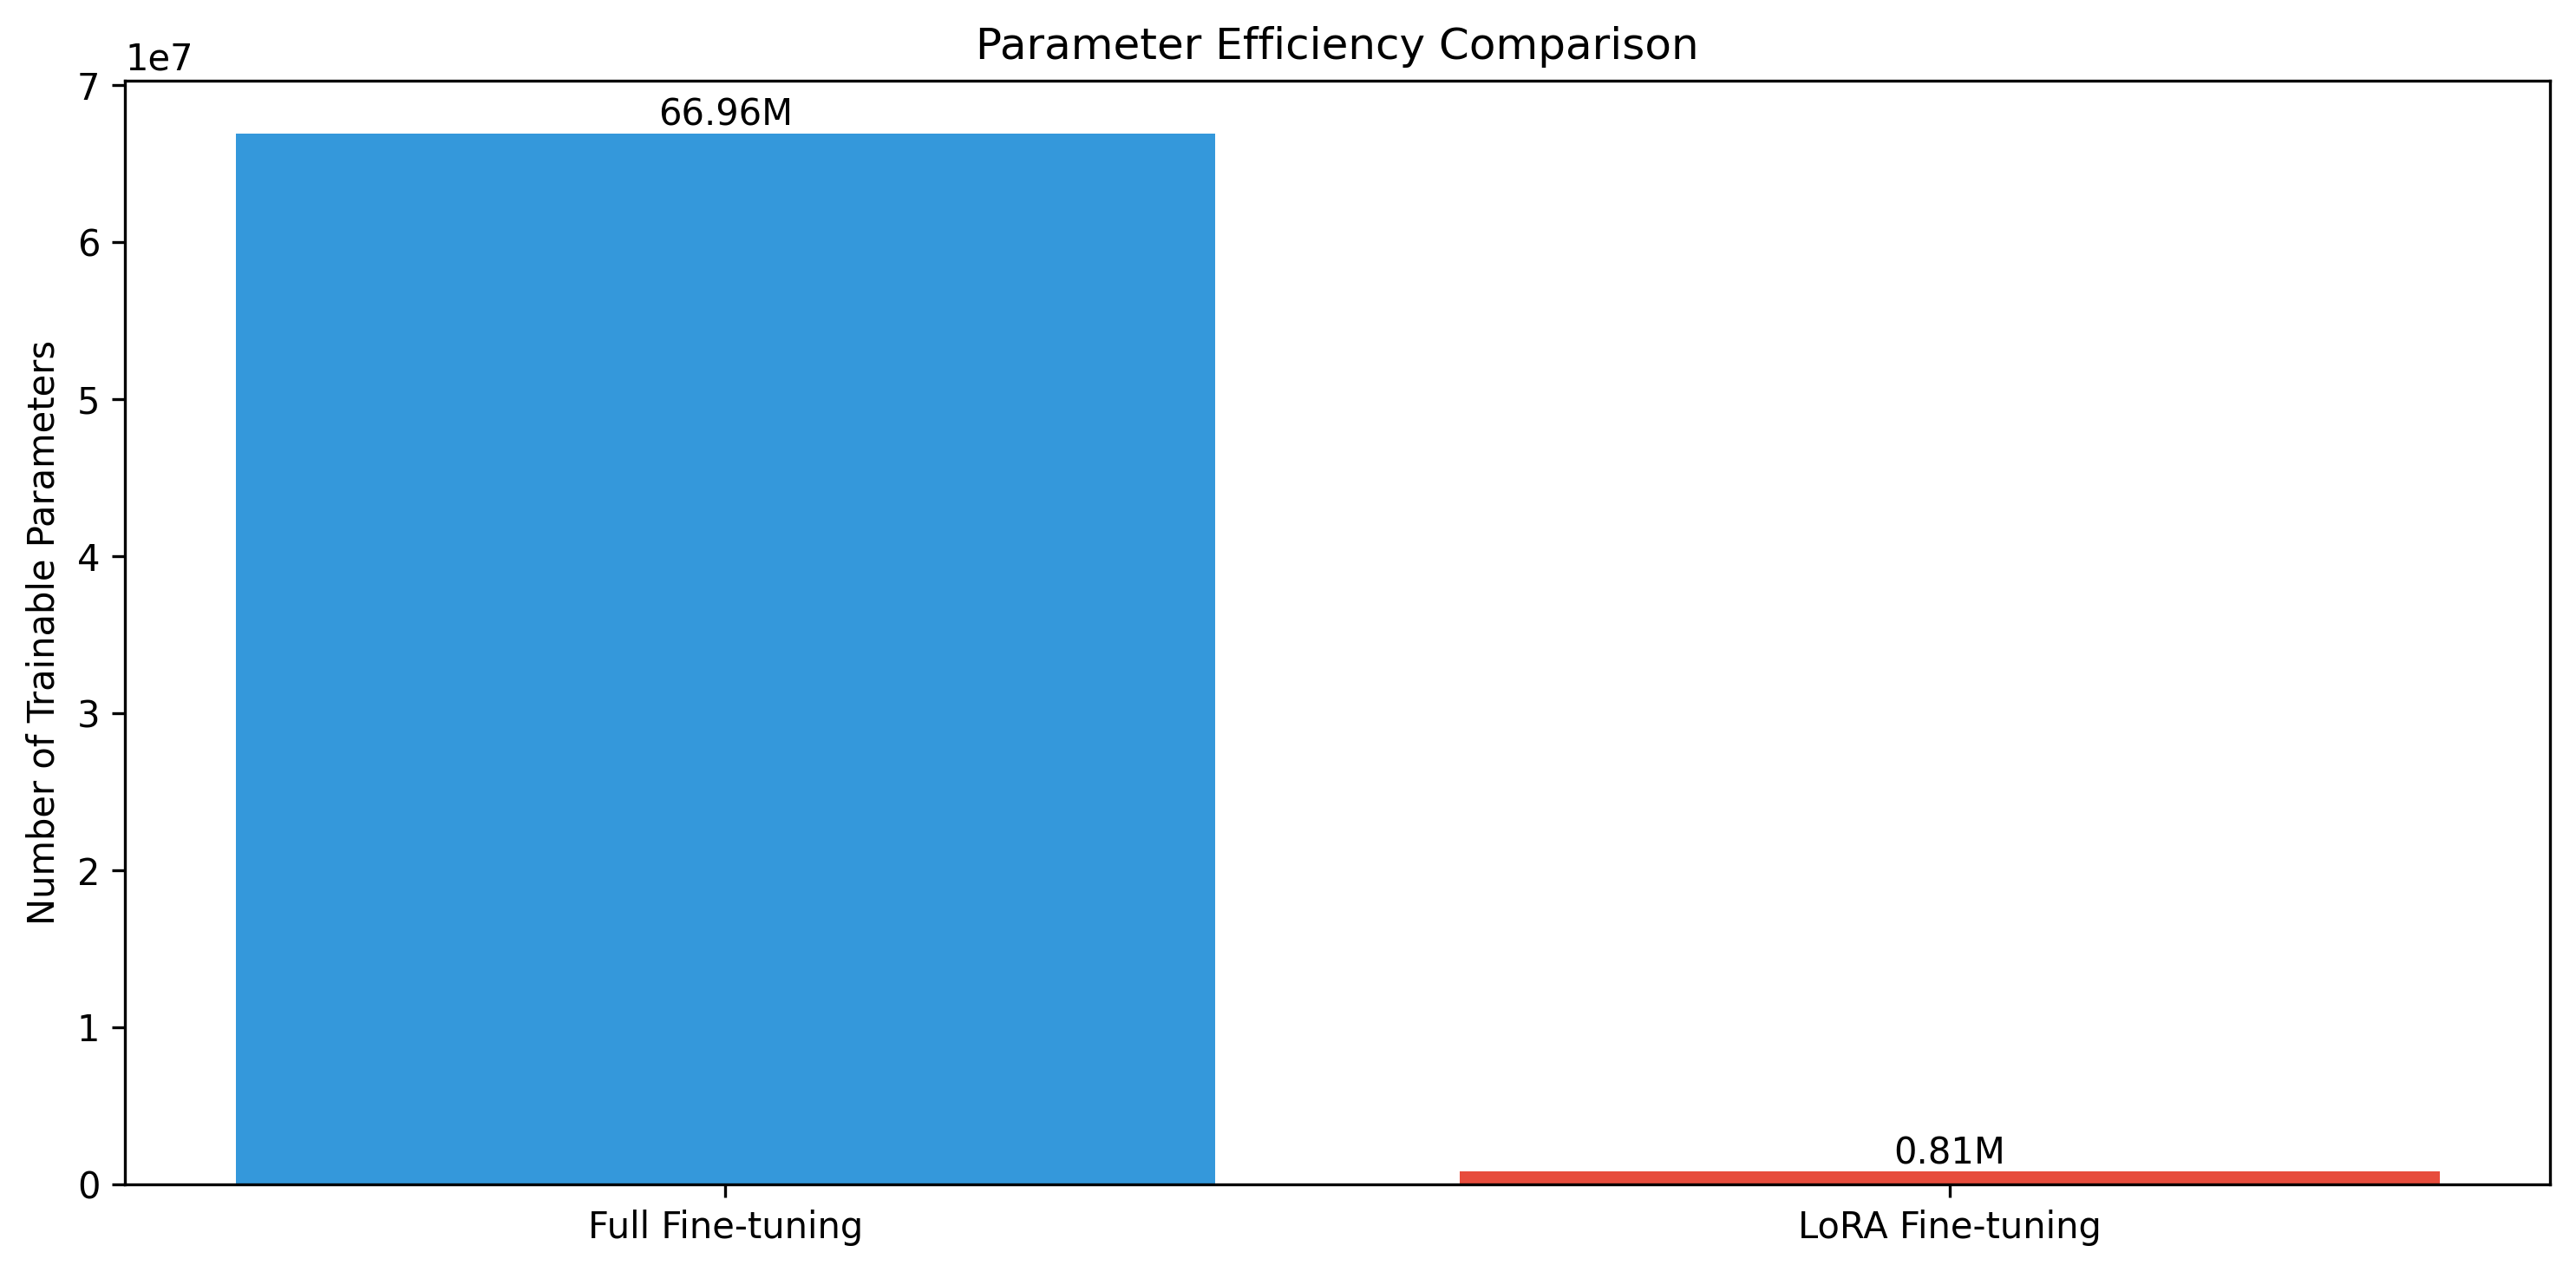 Parameter Efficiency Comparison
1e7
7
6
5
4
3
2
1
0
Number of Trainable Parameters
66.96M
0.81M
Full Fine-tuning
LoRA Fine-tuning